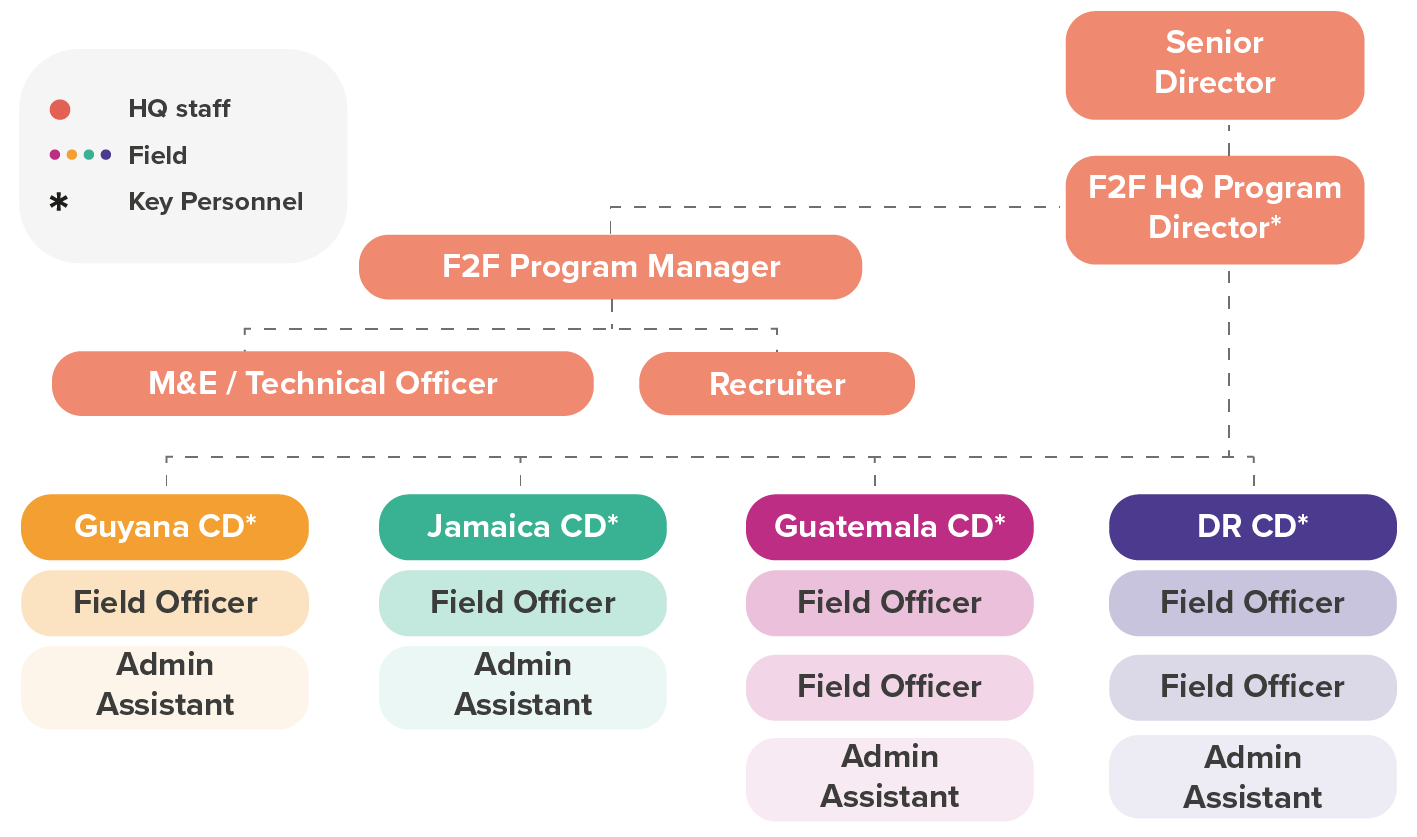 HQ staff
Field
* Key Personnel
Senior
Director
F2F HQ Program
Director*
F2F Program Manager
M&E / Technical Officer
Recruiter
Guyana CD*
Field Officer
Admin
Assistant
Jamaica CD*
Field Officer
Admin
Assistant
Guatemala CD*
Field Officer
Field Officer
Admin
Assistant
DR CD*
Field Officer
Field Officer
Admin
Assistant